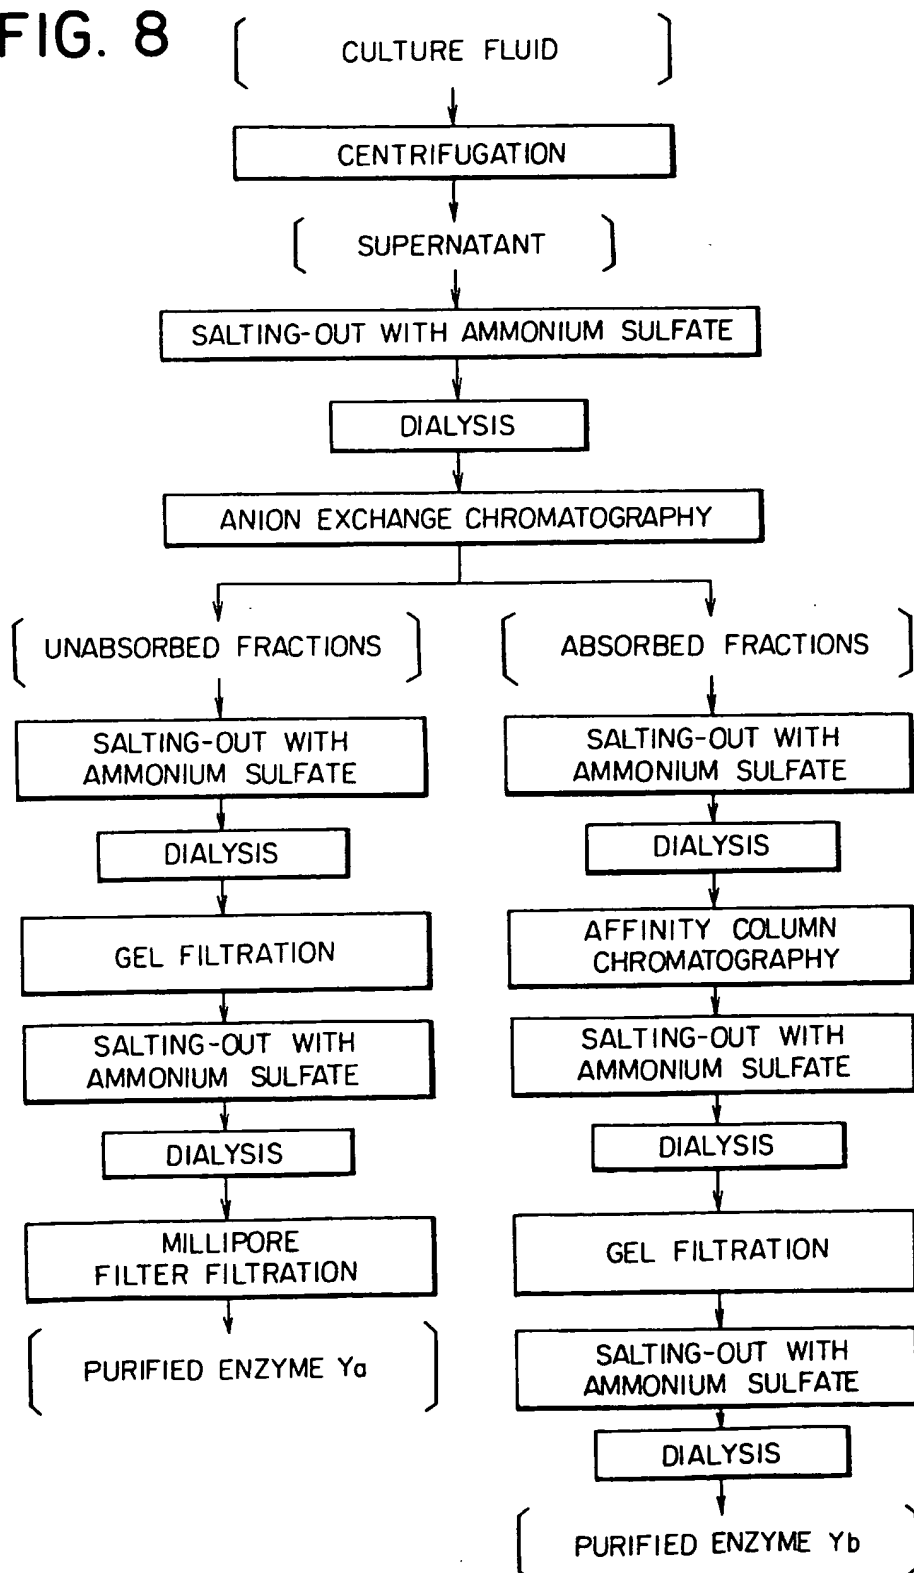 FIG. 8
CULTURE FLUID
CENTRIFUGATION
SUPERNATANT
SALTING-OUT WITH AMMONIUM SULFATE
DIALYSIS
ANION EXCHANGE CHROMATOGRAPHY
UNABSORBED FRACTIONS
SALTING-OUT WITH
AMMONIUM SULFATE
DIALYSIS
GEL FILTRATION
SALTING-OUT WITH
AMMONIUM SULFATE
DIALYSIS
MILLIPORE
FILTER FILTRATION
PURIFIED ENZYME Ya
ABSORBED FRACTIONS
SALTING-OUT WITH
AMMONIUM SULFATE
DIALYSIS
AFFINITY COLUMN
CHROMATOGRAPHY
SALTING-OUT WITH
AMMONIUM SULFATE
DIALYSIS
GEL FILTRATION
SALTING-OUT WITH
AMMONIUM SULFATE
DIALYSIS
PURIFIED ENZYME Yb